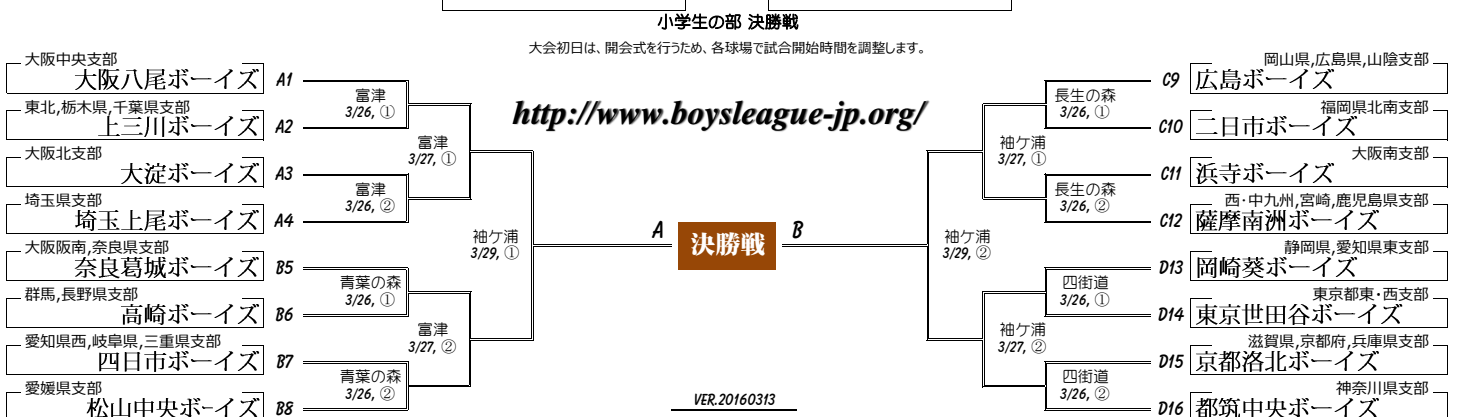 小学生の部 決勝戦
大会初日は、開会式を行うため、各球場で試合開始時間を調整します。
http://www.boysleague-jp.org/
大阪中央支部
大阪八尾ボーイズ A1
東北,栃木県,千葉県支部
上三川ボーイズ A2
大阪北支部
大淀ボーイズ A3
埼玉県支部
埼玉上尾ボーイズ A4
大阪阪南,奈良県支部
奈良葛城ボーイズ B5
群馬,長野県支部
高崎ボーイズ B6
愛知県西,岐阜県,三重県支部
四日市ボーイズ B7
愛媛県支部
松山中央ボーイズ B8
富津
3/26, ①
富津
3/26, ②
青葉の森
3/26, ①
青葉の森
3/26, ②
富津
3/27, ①
富津
3/27, ②
袖ケ浦
3/29, ①
A 決勝戦 B
袖ケ浦
3/29, ②
袖ケ浦
3/27, ①
袖ケ浦
3/27, ②
長生の森
3/26, ①
長生の森
3/26, ②
四街道
3/26, ①
四街道
3/26, ②
岡山県,広島県,山陰支部
C9 広島ボーイズ
福岡県北南支部
C10 二日市ボーイズ
大阪南支部
C11 浜寺ボーイズ
西・中九州,宮崎,鹿児島県支部
C12 薩摩南洲ボーイズ
静岡県,愛知県東支部
D13 岡崎葵ボーイズ
東京都東・西支部
D14 東京世田谷ボーイズ
滋賀県,京都府,兵庫県支部
D15 京都洛北ボーイズ
神奈川県支部
D16 都筑中央ボーイズ
VER.20160313